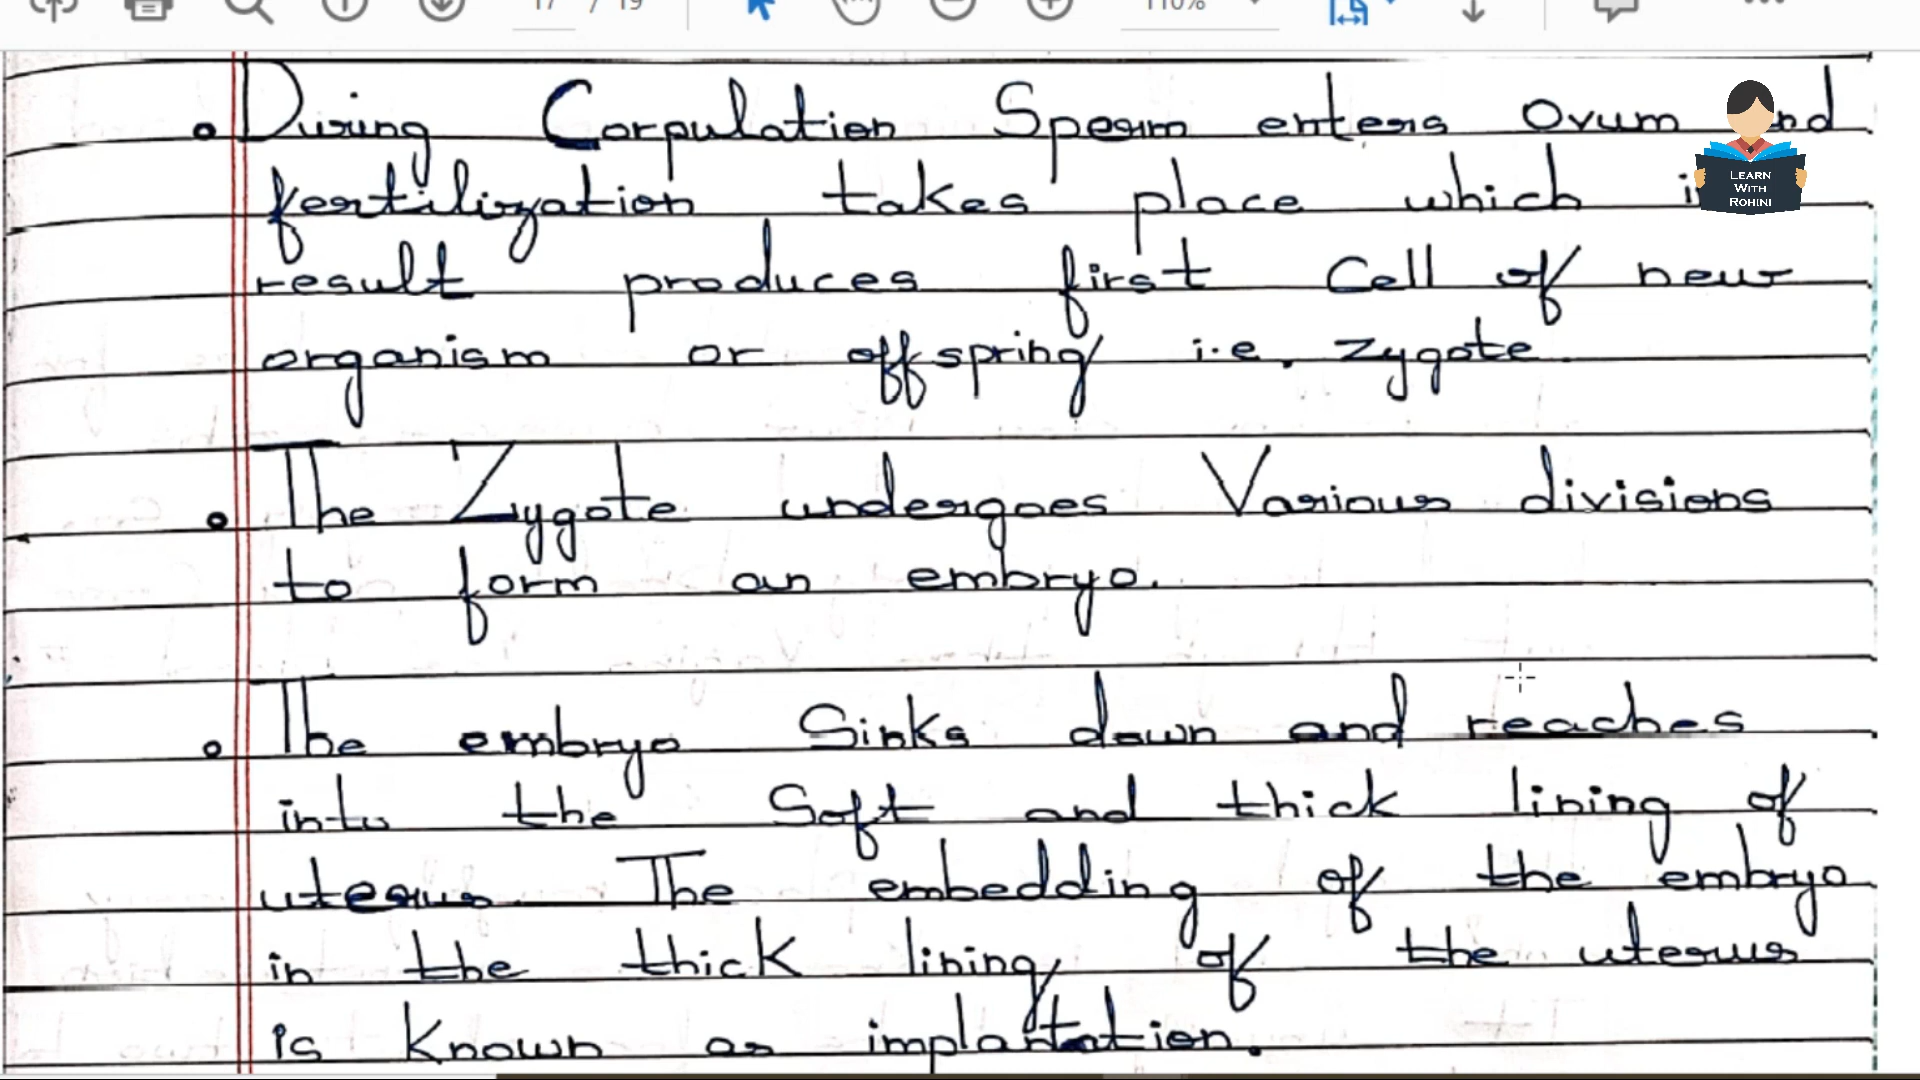 17 / 19 110%
• During Corpulation Sperm enters Ovum and
fertilization takes place which in
result produces first Cell of new
organism or offspring i.e. zygote.
• The Zygote undergoes Various divisions
to form an embryo.
• The embryo Sinks down and reaches
into the Soft and thick lining of
uterus. The embedding of the embryo
in the thick lining of the uterus
is known as implantation.
LEARN
With
ROHINI